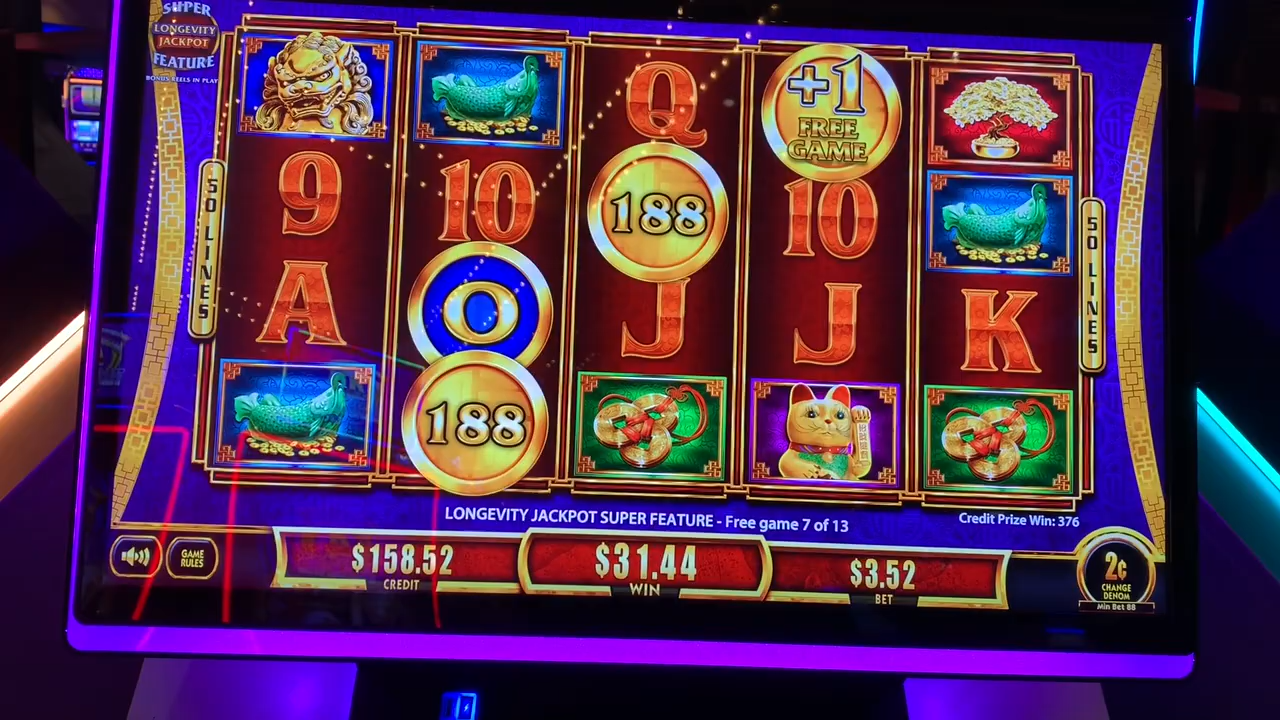 SUPER
LONGEVITY
JACKPOT
FEATURE
BONUS REELS IN PLAY
Q
+1
FREE
GAME
9
10
188
10
50 LINES
50 LINES
A
O
J
J
K
188
LONGEVITY JACKPOT SUPER FEATURE - Free game 7 of 13
Credit Prize Win: 376
GAME
RULES
$158.52
CREDIT
$31.44
WIN
$3.52
BET
2¢
CHANGE
DENOM
Min Bet 88